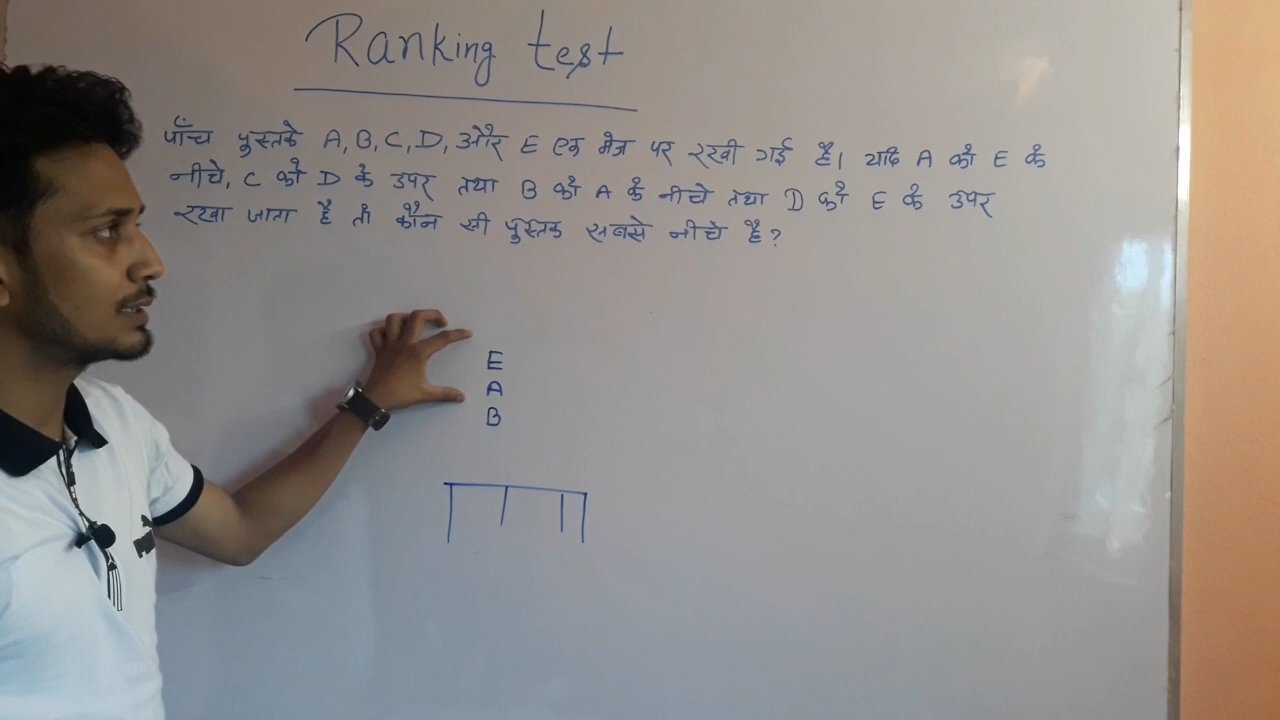 Ranking test
पाँच पुस्तकें A, B, C, D, और E एक मेज पर रखी गई है। यदि A को E के
नीचे, C को D के उपर तथा B को A के नीचे तथा D को E के उपर
रखा जाता है तो कौन सी पुस्तक सबसे नीचे है?
E
A
B